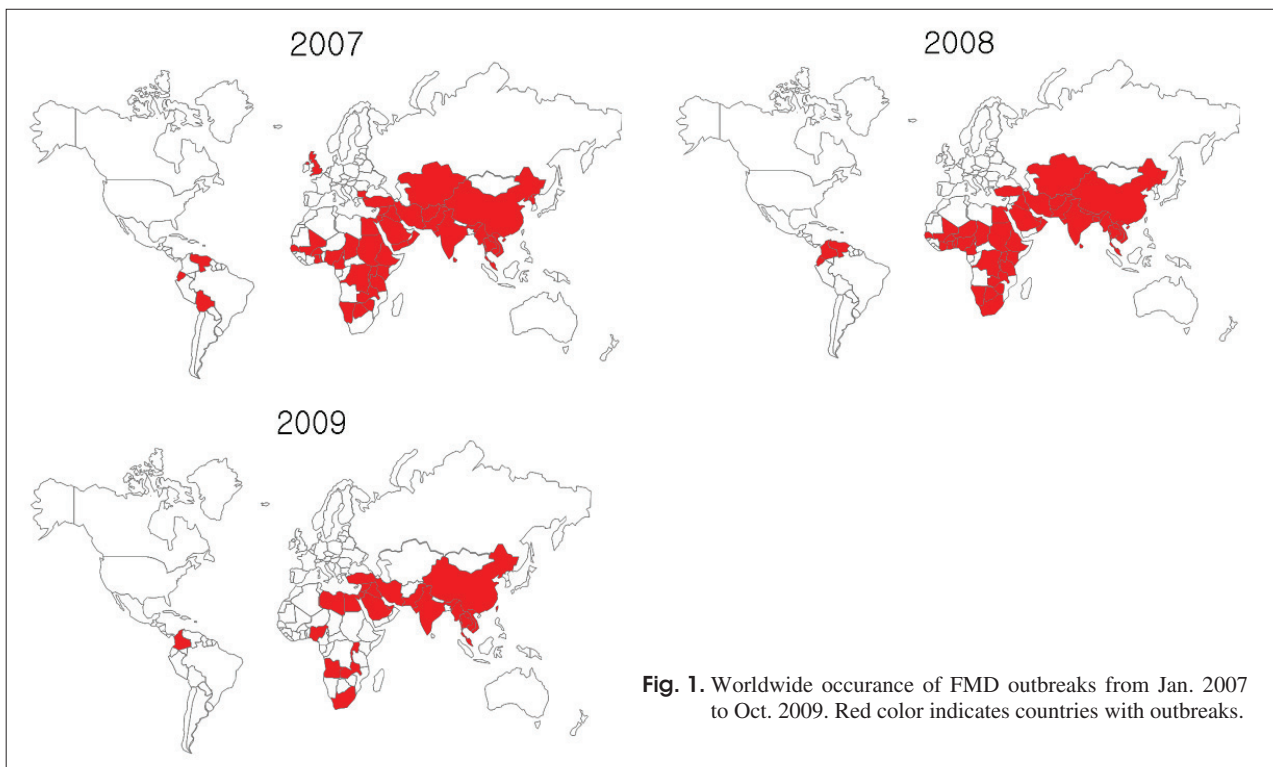 2007
2008
2009
Fig. 1. Worldwide occurance of FMD outbreaks from Jan. 2007
to Oct. 2009. Red color indicates countries with outbreaks.